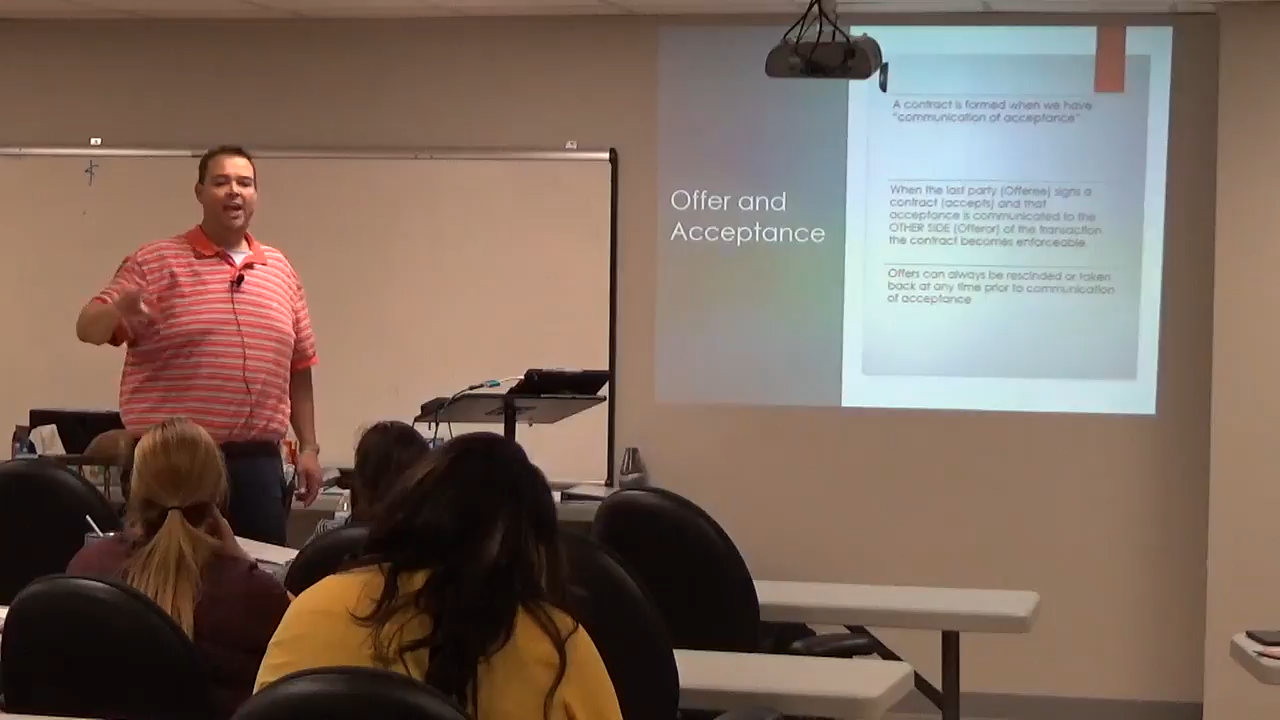 Offer and
Acceptance
A contract is formed when we have
"communication of acceptance"
When the last party (Offeree) signs a
contract (accepts) and that
acceptance is communicated to the
OTHER SIDE (Offeror) of the transaction
the contract becomes enforceable
Offers can always be rescinded or taken
back at any time prior to communication
of acceptance